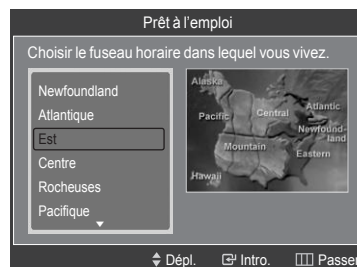 Prêt à l'emploi
Choisir le fuseau horaire dans lequel vous vivez.
Newfoundland
Atlantique
Est
Centre
Rocheuses
Pacifique
Alaska
Pacific
Central
Atlantic
Newfound-
land
Mountain
Eastern
Hawaii
Dépl. Intro. Passer